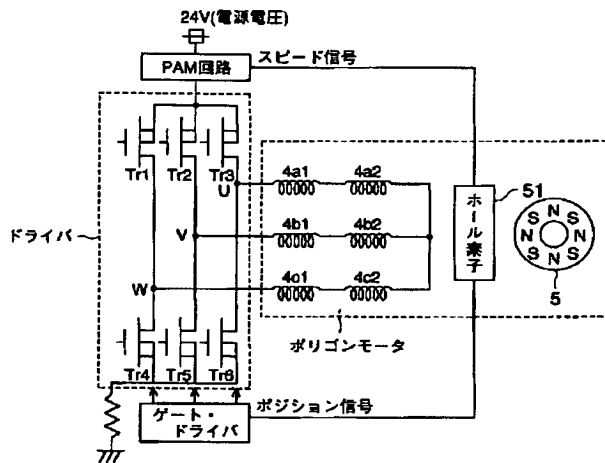 24V(電源電圧)
PAM回路
スピード信号
Tr1
Tr2
Tr3
U
V
W
ドライバ
Tr4
Tr5
Tr6
4a1
4a2
4b1
4b2
4c1
4c2
ホール素子
51
S
N
S
N
S
N
S
N
5
ポリゴンモータ
ゲート・
ドライバ
ポジション信号